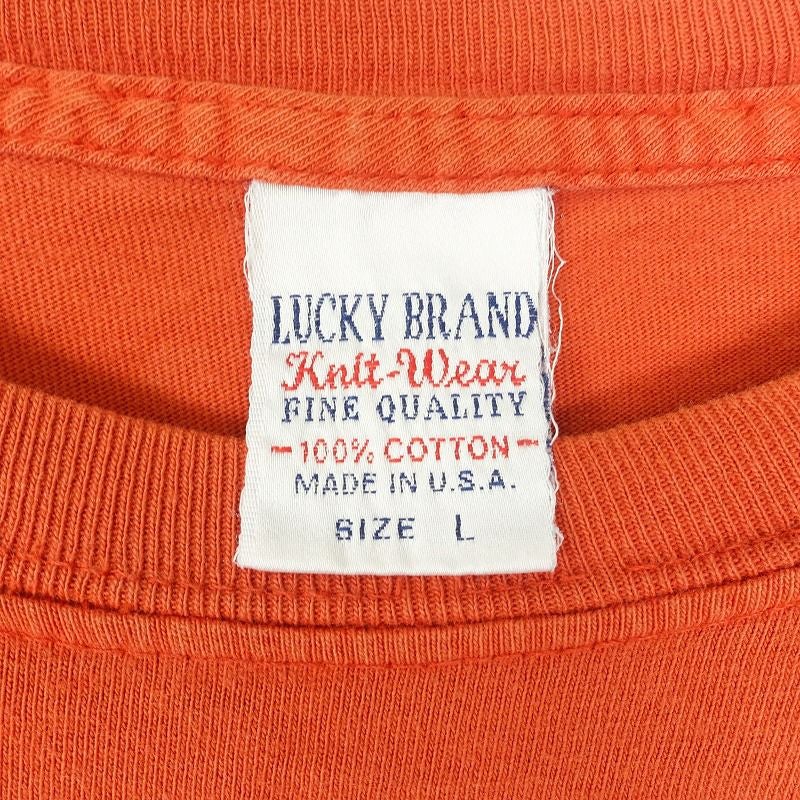 LUCKY BRAND
Knit-Wear
FINE QUALITY
-100% COTTON-
MADE IN U.S.A.
SIZE L